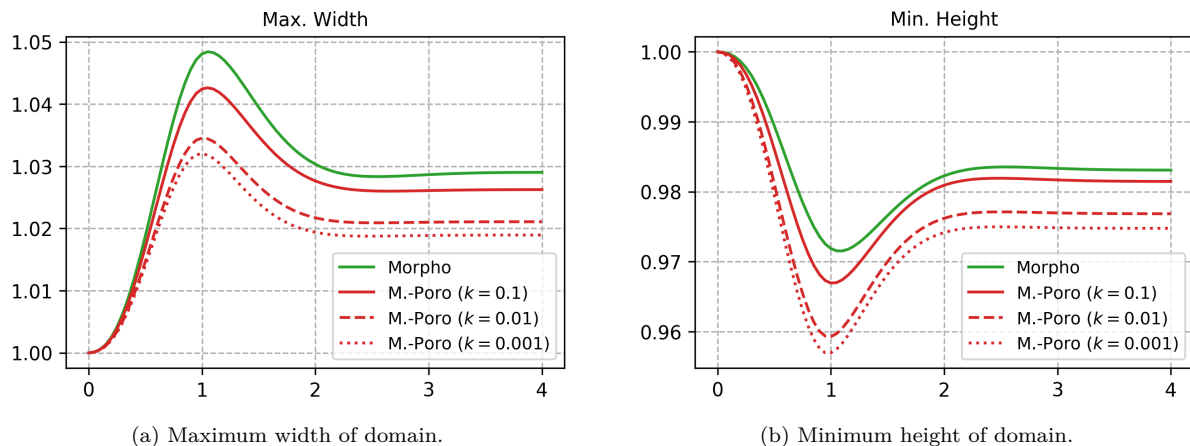 Max. Width
1.05
1.04
1.03
1.02
1.01
1.00
0 1 2 3 4
Morpho
M.-Poro (k = 0.1)
M.-Poro (k = 0.01)
M.-Poro (k = 0.001)
(a) Maximum width of domain.
Min. Height
1.00
0.99
0.98
0.97
0.96
0 1 2 3 4
Morpho
M.-Poro (k = 0.1)
M.-Poro (k = 0.01)
M.-Poro (k = 0.001)
(b) Minimum height of domain.